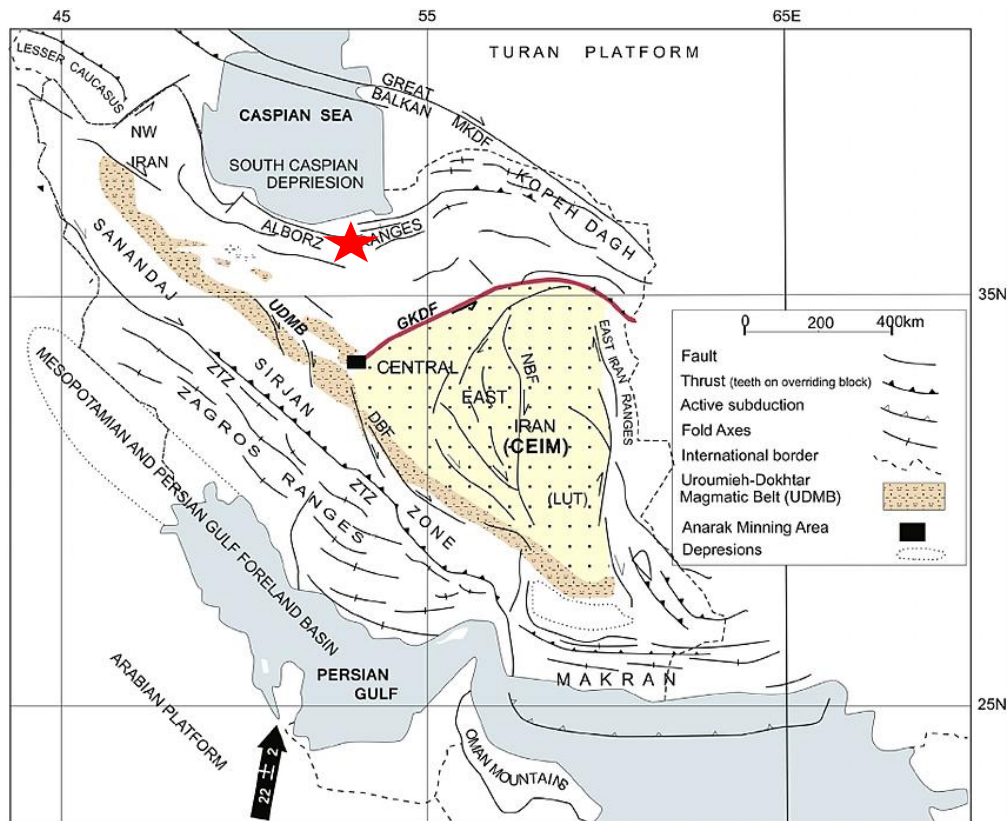 45
55
65E
TURAN PLATFORM
LESSER CAUCASUS
GREAT
BALKAN
MKDF
CASPIAN SEA
NW
IRAN
SOUTH CASPIAN
DEPRIESION
KOPEH DAGH
ALBORZ RANGES
SANANDAJ
SIRJAN
ZONE
35N
UDMB
GKDF
CENTRAL
EAST
IRAN
(CEIM)
(LUT)
NBF
EAST IRAN
RANGES
DBF
MESOPOTAMIAN AND PERSIAN GULF FORELAND BASIN
ZTZ
ZTZ
ZAGROS RANGES
0 200 400km
Fault
Thrust (teeth on overriding block)
Active subduction
Fold Axes
International border
Uroumieh-Dokhtar
Magmatic Belt (UDMB)
Anarak Minning Area
Depresions
ARABIAN PLATFORM
PERSIAN
GULF
MAKRAN
25N
OMAN MOUNTAINS
22 ± 2